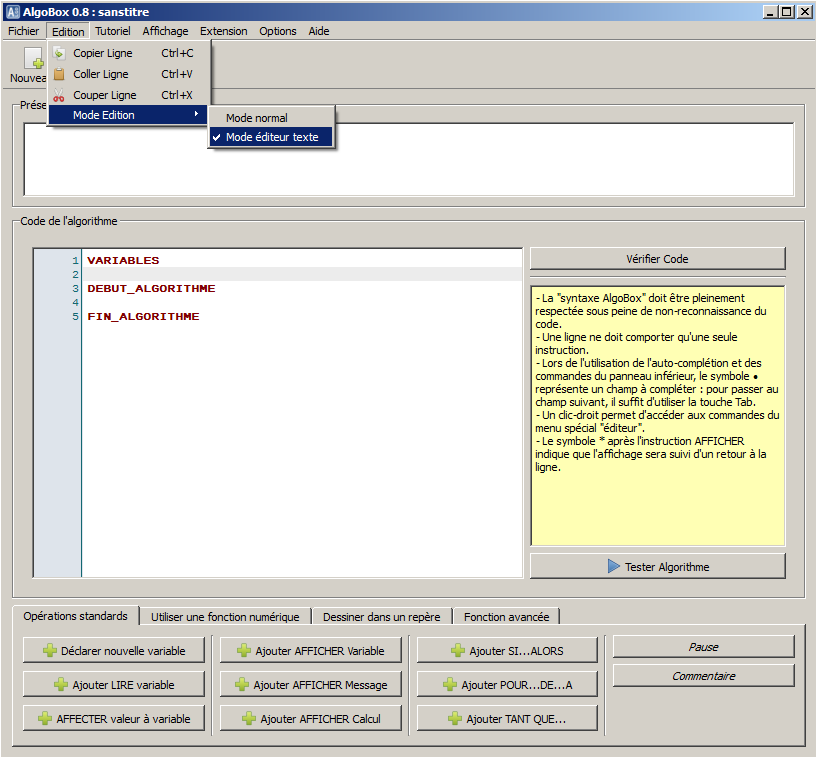 AlgoBox 0.8 : sanstitre
Fichier Edition Tutoriel Affichage Extension Options Aide
Copier Ligne Ctrl+C
Coller Ligne Ctrl+V
Couper Ligne Ctrl+X
Mode Edition
Mode normal
Mode éditeur texte
Nouvea
Prése
Code de l'algorithme
1 VARIABLES
2
3 DEBUT_ALGORITHME
4
5 FIN_ALGORITHME
Vérifier Code
- La "syntaxe AlgoBox" doit être pleinement
respectée sous peine de non-reconnaissance du
code.
- Une ligne ne doit comporter qu'une seule
instruction.
- Lors de l'utilisation de l'auto-complétion et des
commandes du panneau inférieur, le symbole •
représente un champ à compléter : pour passer au
champ suivant, il suffit d'utiliser la touche Tab.
- Un clic-droit permet d'accéder aux commandes du
menu spécial "éditeur".
- Le symbole * après l'instruction AFFICHER
indique que l'affichage sera suivi d'un retour à la
ligne.
Tester Algorithme
Opérations standards Utiliser une fonction numérique Dessiner dans un repère Fonction avancée
Déclarer nouvelle variable Ajouter AFFICHER Variable Ajouter SI...ALORS Pause
Ajouter LIRE variable Ajouter AFFICHER Message Ajouter POUR...DE...A Commentaire
AFFECTER valeur à variable Ajouter AFFICHER Calcul Ajouter TANT QUE...